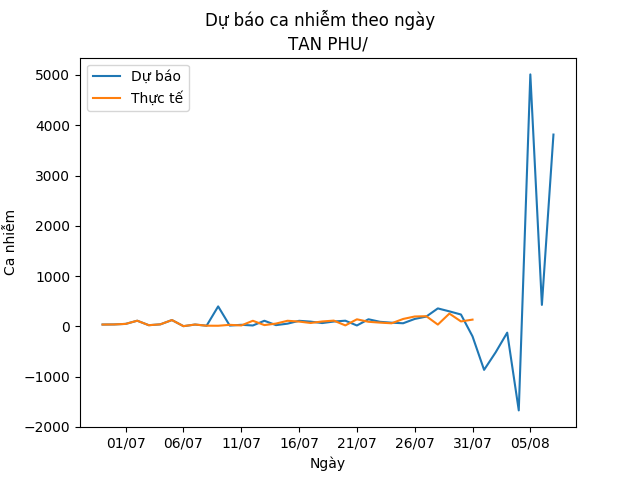 Dự báo ca nhiễm theo ngày
TAN PHU/
Dự báo
Thực tế
Ca nhiễm
5000
4000
3000
2000
1000
0
−1000
−2000
01/07 06/07 11/07 16/07 21/07 26/07 31/07 05/08
Ngày